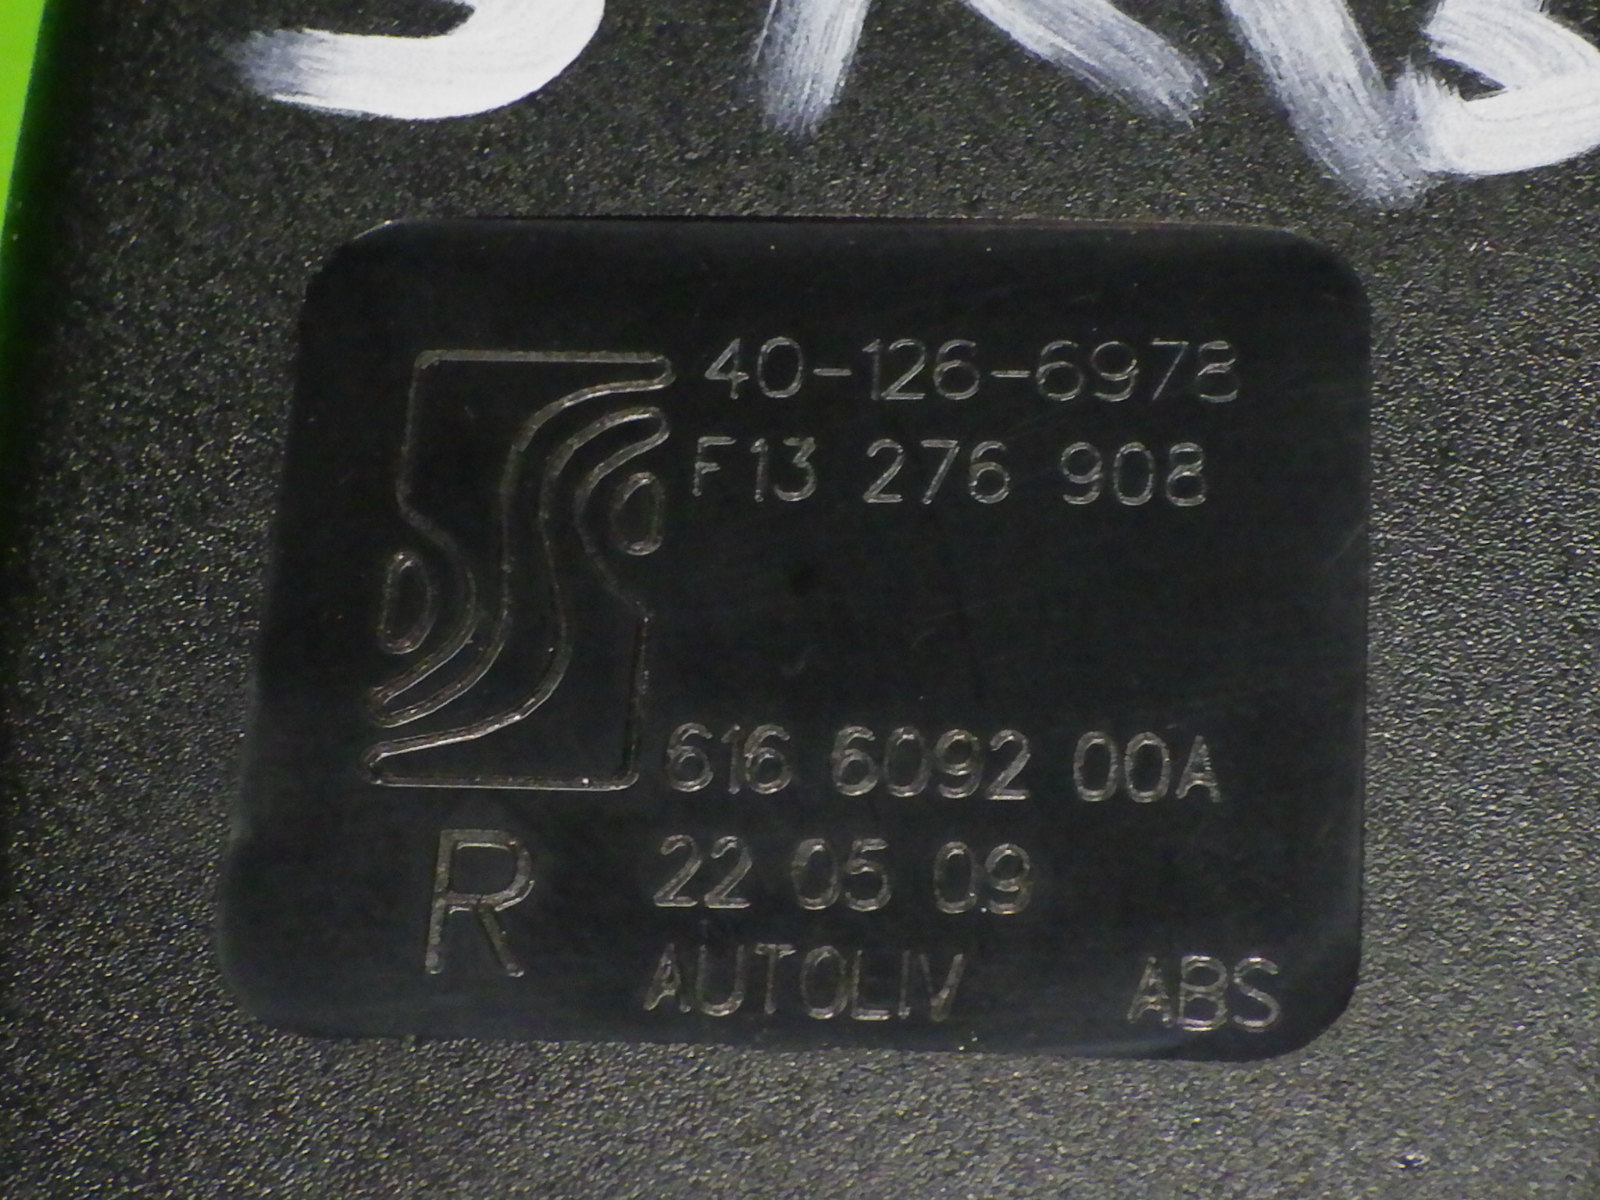 40-126-6978
F13 276 908
616 6092 00A
R
22 05 09
AUTOLIV ABS